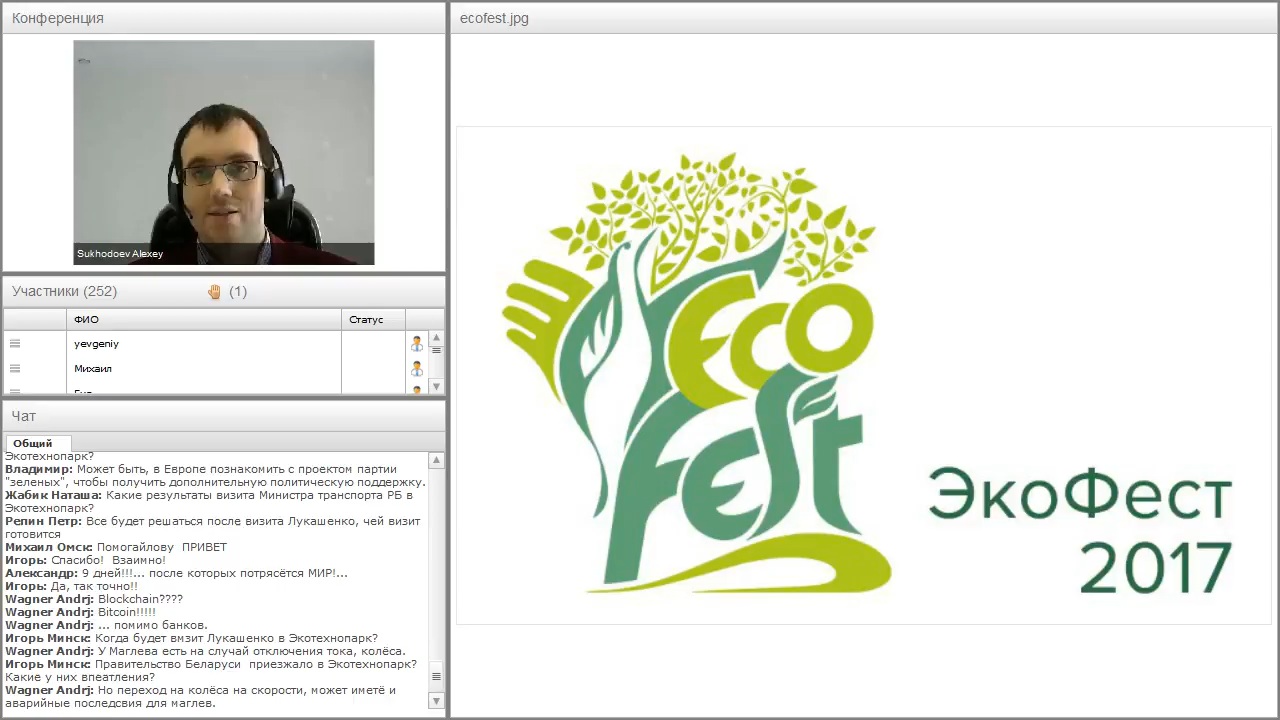 Конференция
Sukhodoev Alexey
Участники (252)
(1)
ФИО
Статус
yevgeniy
Михаил
Чат
Общий
Экотехнопарк?
Владимир: Может быть, в Европе познакомить с проектом партии
"зеленых", чтобы получить дополнительную политическую поддержку.
Жабик Наташа: Какие результаты визита Министра транспорта РБ в
Экотехнопарк?
Репин Петр: Все будет решаться после визита Лукашенко, чей визит
готовится
Михаил Омск: Помогайлову ПРИВЕТ
Игорь: Спасибо! Взаимно!
Александр: 9 дней!!!... после которых потрясётся МИР!...
Игорь: Да, так точно!!
Wagner Andrj: Blockchain????
Wagner Andrj: Bitcoin!!!!!
Wagner Andrj: ... помимо банков.
Игорь Минск: Когда будет вмзит Лукашенко в Экотехнопарк?
Wagner Andrj: У Маглева есть на случай отключения тока, колёса.
Игорь Минск: Правительство Беларуси приезжало в Экотехнопарк?
Какие у них впеатления?
Wagner Andrj: Но переход на колёса на скорости, может иметё и
аварийные последсвия для маглев.
ecofest.jpg
Eco
fest
ЭкоФест
2017